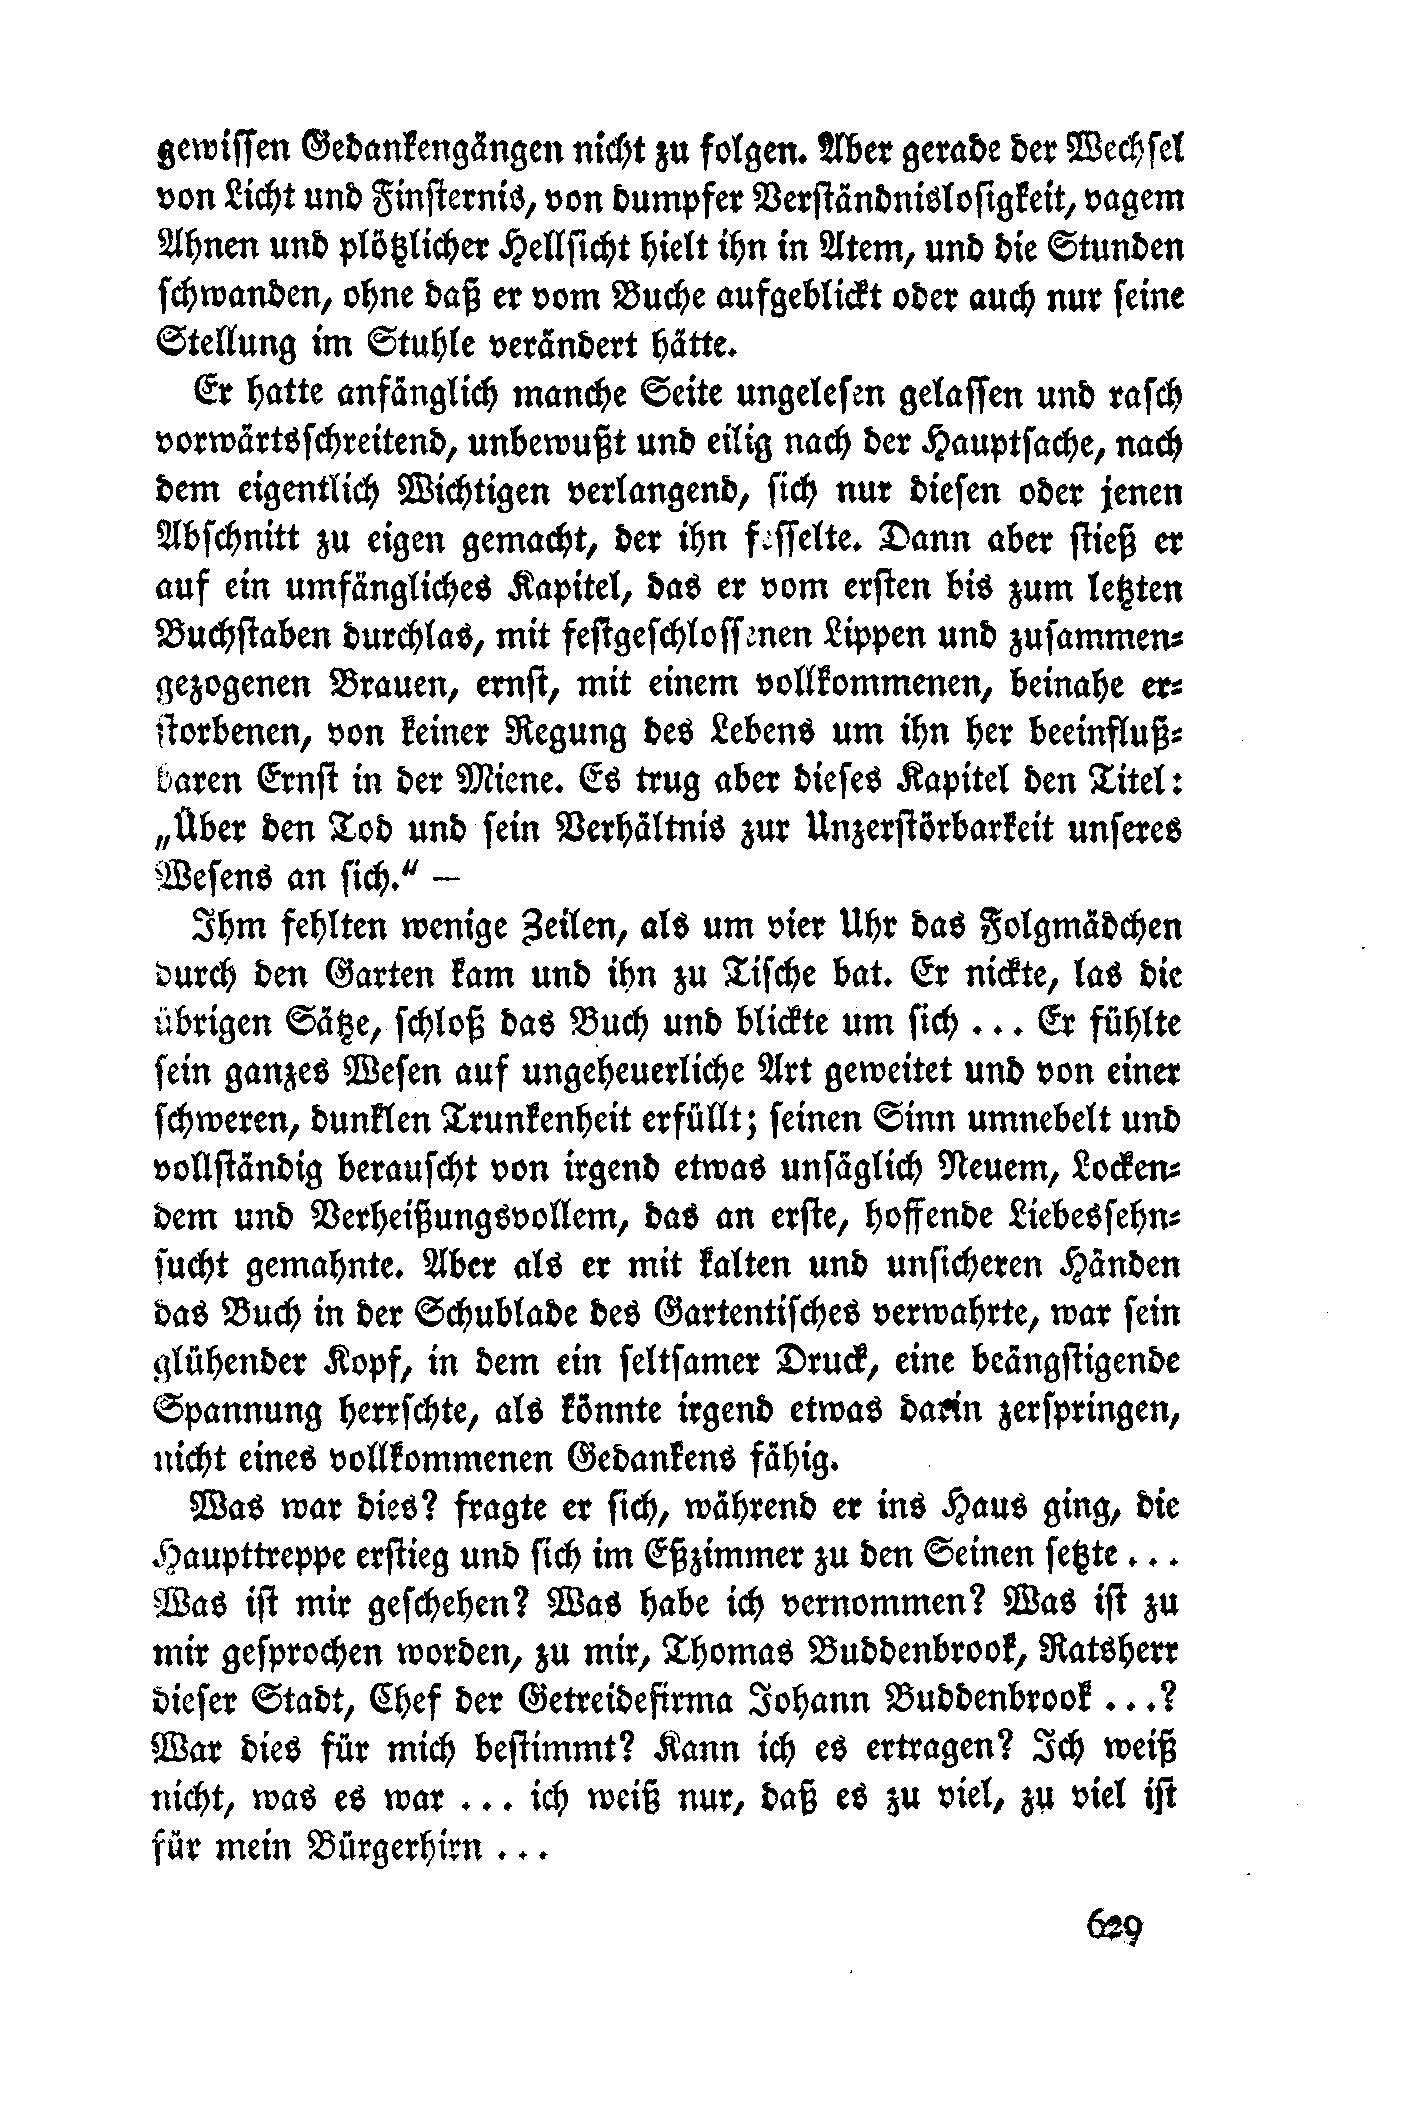 gewissen Gedankengängen nicht zu folgen. Aber gerade der Wechsel
von Licht und Finsternis, von dumpfer Verständnislosigkeit, vagem
Ahnen und plötzlicher Hellsicht hielt ihn in Atem, und die Stunden
schwanden, ohne daß er vom Buche aufgeblickt oder auch nur seine
Stellung im Stuhle verändert hätte.
Er hatte anfänglich manche Seite ungelesen gelassen und rasch
vorwärtsschreitend, unbewußt und eilig nach der Hauptsache, nach
dem eigentlich Wichtigen verlangend, sich nur diesen oder jenen
Abschnitt zu eigen gemacht, der ihn fesselte. Dann aber stieß er
auf ein umfängliches Kapitel, das er vom ersten bis zum letzten
Buchstaben durchlas, mit festgeschlossenen Lippen und zusammen-
gezogenen Brauen, ernst, mit einem vollkommenen, beinahe er-
storbenen, von keiner Regung des Lebens um ihn her beeinfluß-
baren Ernst in der Miene. Es trug aber dieses Kapitel den Titel:
„Über den Tod und sein Verhältnis zur Unzerstörbarkeit unseres
Wesens an sich.“ —
Ihm fehlten wenige Zeilen, als um vier Uhr das Folgmädchen
durch den Garten kam und ihn zu Tische bat. Er nickte, las die
übrigen Sätze, schloß das Buch und blickte um sich ... Er fühlte
sein ganzes Wesen auf ungeheuerliche Art geweitet und von einer
schweren, dunklen Trunkenheit erfüllt; seinen Sinn umnebelt und
vollständig berauscht von irgend etwas unsäglich Neuem, Locken-
dem und Verheißungsvollem, das an erste, hoffende Liebessehn-
sucht gemahnte. Aber als er mit kalten und unsicheren Händen
das Buch in der Schublade des Gartentisches verwahrte, war sein
glühender Kopf, in dem ein seltsamer Druck, eine beängstigende
Spannung herrschte, als könnte irgend etwas darin zerspringen,
nicht eines vollkommenen Gedankens fähig.
Was war dies? fragte er sich, während er ins Haus ging, die
Haupttreppe erstieg und sich im Eßzimmer zu den Seinen setzte ...
Was ist mir geschehen? Was habe ich vernommen? Was ist zu
mir gesprochen worden, zu mir, Thomas Buddenbrook, Ratsherr
dieser Stadt, Chef der Getreidefirma Johann Buddenbrook ...?
War dies für mich bestimmt? Kann ich es ertragen? Ich weiß
nicht, was es war ... ich weiß nur, daß es zu viel, zu viel ist
für mein Bürgerhirn ...
629